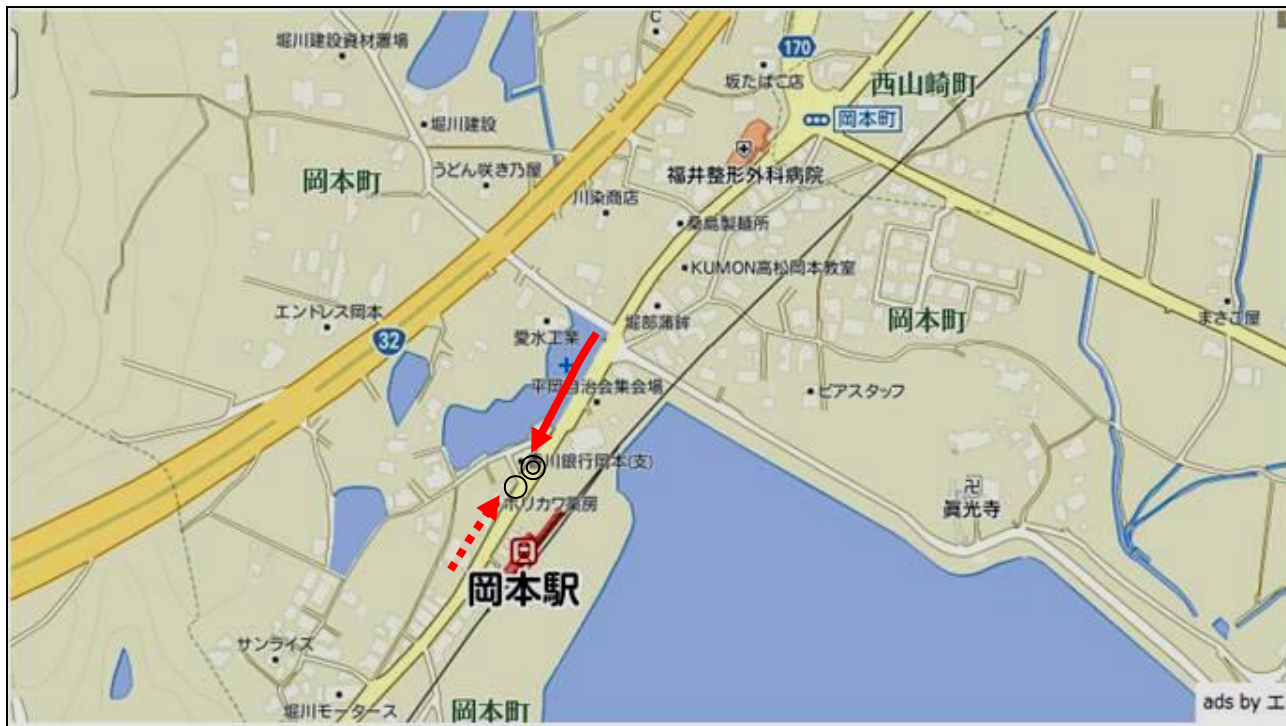 堀川建設資材置場
C
170
坂たばこ店
西山崎町
岡本町
堀川建設
岡本町
うどん咲き乃屋
福井整形外科病院
川染商店
桑島製麺所
KUMON高松岡本教室
エンドレス岡本
32
愛水工業
堀部蒲鉾
岡本町
まさご屋
平岡自治会集会場
ピアスタッフ
川銀行岡本(支)
ホリカワ薬房
卍
眞光寺
岡本駅
サンライズ
堀川モータース
岡本町
ads by エ